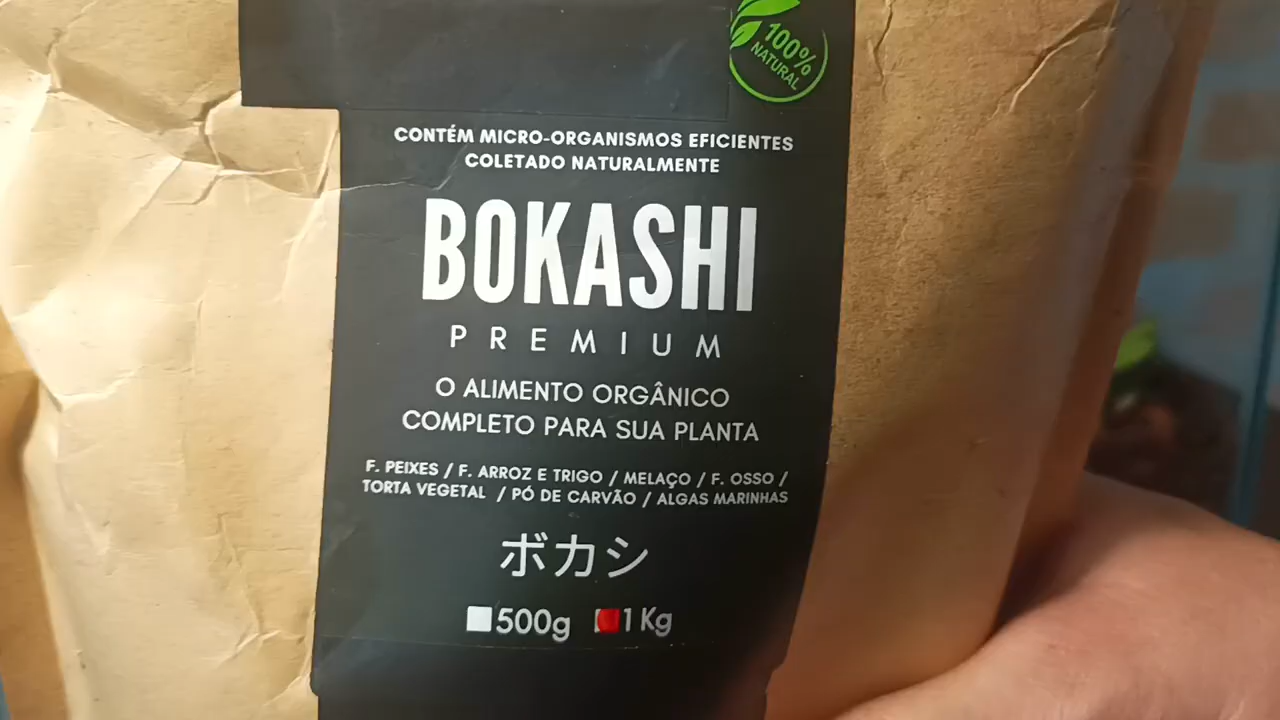 100%
NATURAL
CONTÉM MICRO-ORGANISMOS EFICIENTES
COLETADO NATURALMENTE
BOKASHI
PREMIUM
O ALIMENTO ORGÂNICO
COMPLETO PARA SUA PLANTA
F. PEIXES / F. ARROZ E TRIGO / MELAÇO / F. OSSO /
TORTA VEGETAL / PÓ DE CARVÃO / ALGAS MARINHAS
ボカシ
500g 1 Kg